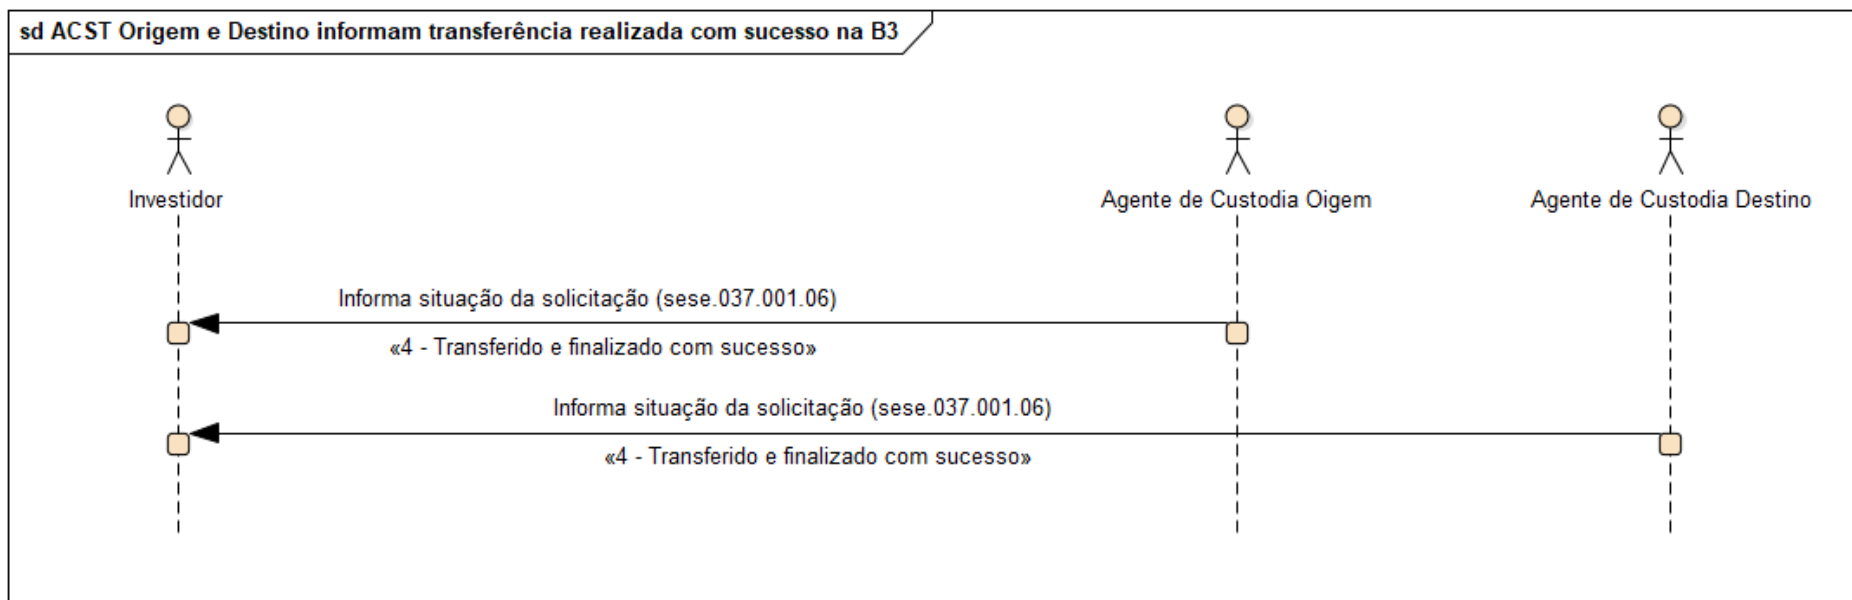 sd ACST Origem e Destino informam transferência realizada com sucesso na B3
Investidor
Agente de Custodia Oigem
Agente de Custodia Destino
Informa situação da solicitação (sese.037.001.06)
«4 - Transferido e finalizado com sucesso»
Informa situação da solicitação (sese.037.001.06)
«4 - Transferido e finalizado com sucesso»